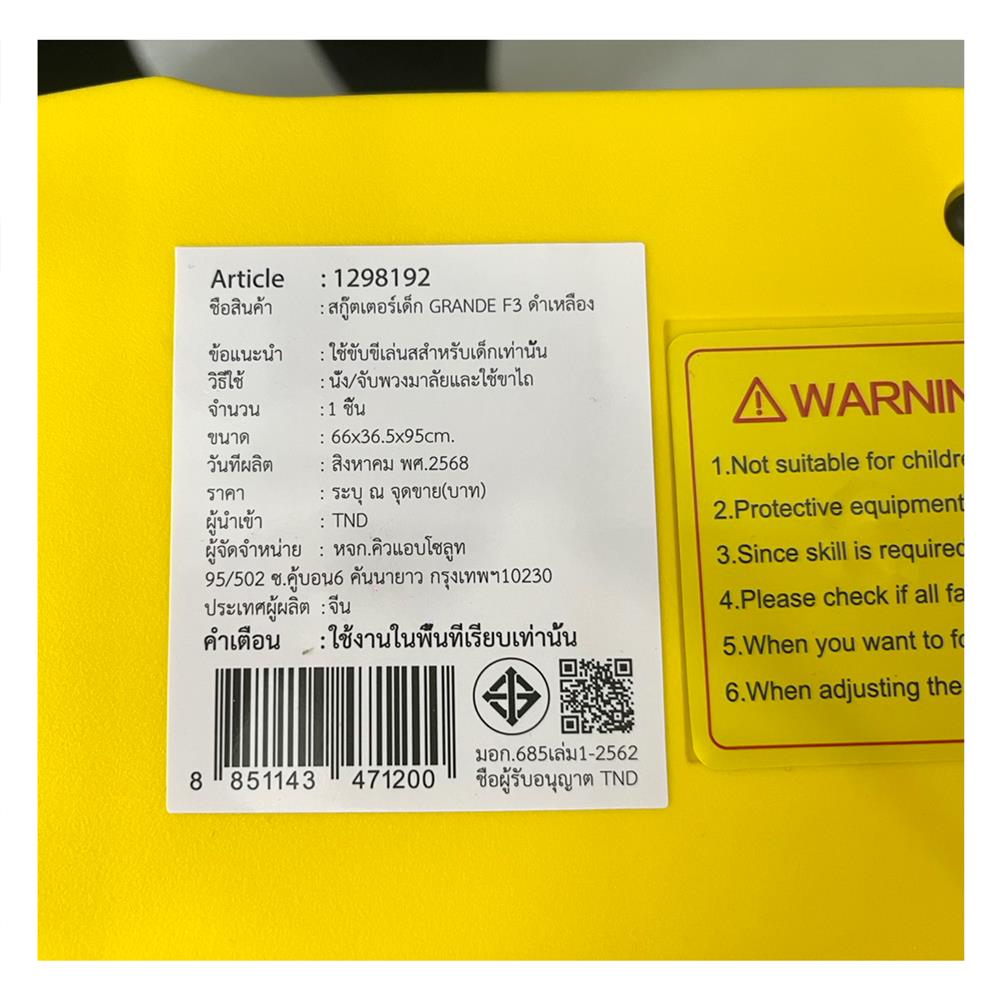 Article : 1298192
ชื่อสินค้า : สกู๊ตเตอร์เด็ก GRANDE F3 ดำเหลือง
ข้อแนะนำ : ใช้ขับขี่เล่นสสำหรับเด็กเท่านั้น
วิธีใช้ : นั่ง/จับพวงมาลัยและใช้ขาไถ
จำนวน : 1 ชิ้น
ขนาด : 66x36.5x95cm.
วันที่ผลิต : สิงหาคม พศ.2568
ราคา : ระบุ ณ จุดขาย(บาท)
ผู้นำเข้า : TND
ผู้จัดจำหน่าย : หจก.คิวแอบโซลูท
95/502 ซ.คู้บอน6 คันนายาว กรุงเทพฯ10230
ประเทศผู้ผลิต : จีน
คำเตือน : ใช้งานในพื้นที่เรียบเท่านั้น
8 851143 471200
มอก.685เล่ม1-2562
ชื่อผู้รับอนุญาต TND
WARNIN
1.Not suitable for childre
2.Protective equipment
3.Since skill is required
4.Please check if all fa
5.When you want to fo
6.When adjusting the